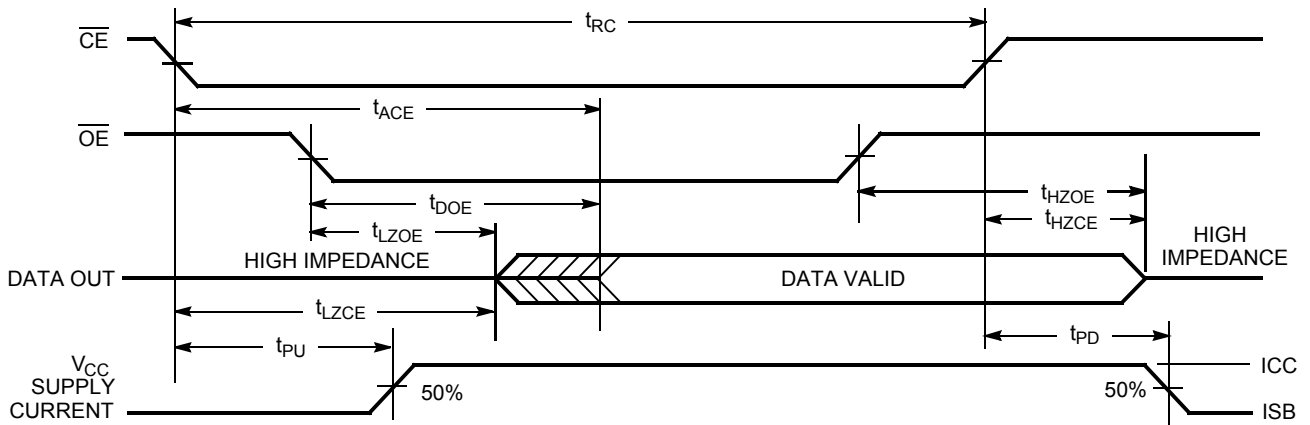 tRC
CE
tACE
OE
tHZOE
tDOE
tHZCE
tLZOE
HIGH IMPEDANCE
HIGH
IMPEDANCE
DATA OUT
DATA VALID
tLZCE
tPU
tPD
VCC
SUPPLY
CURRENT
50%
50%
ICC
ISB